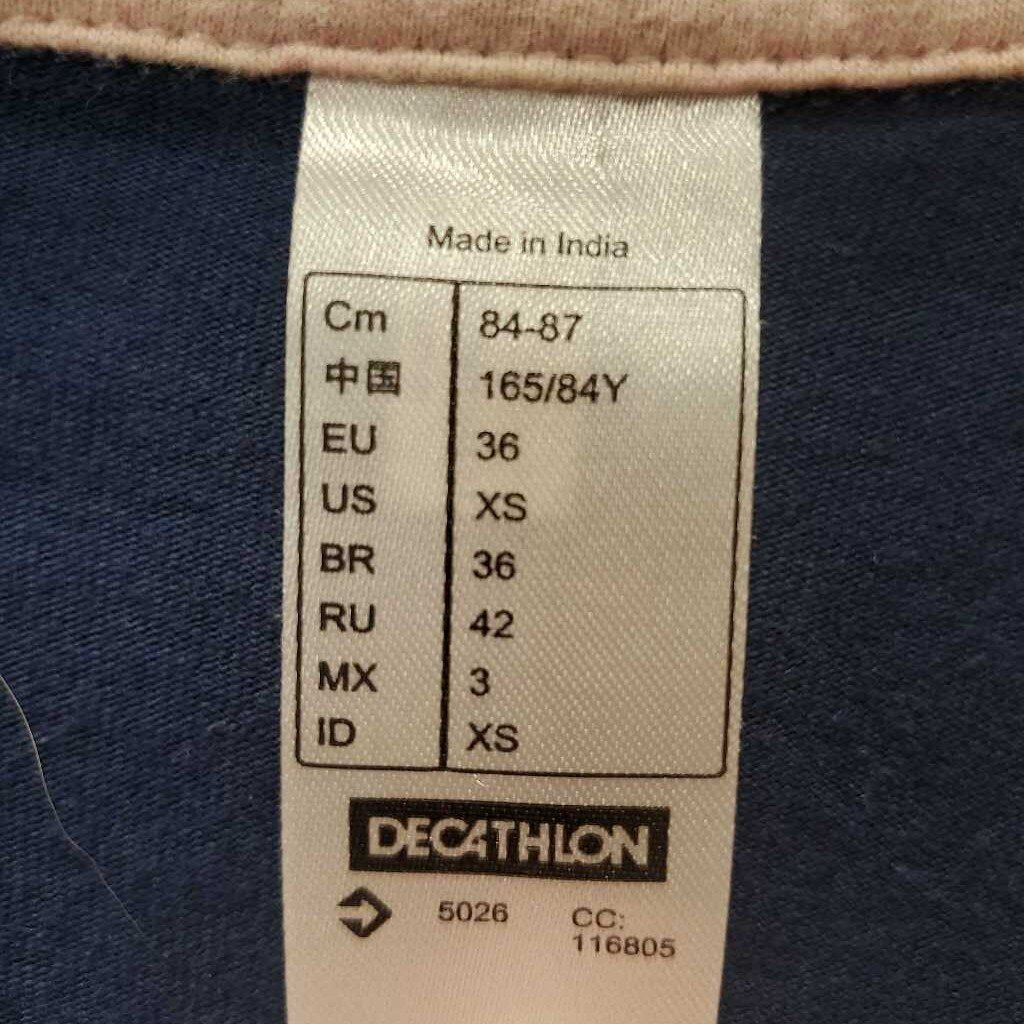 Made in India
Cm 84-87
中国 165/84Y
EU 36
US XS
BR 36
RU 42
MX 3
ID XS
DECATHLON
5026 CC:
116805